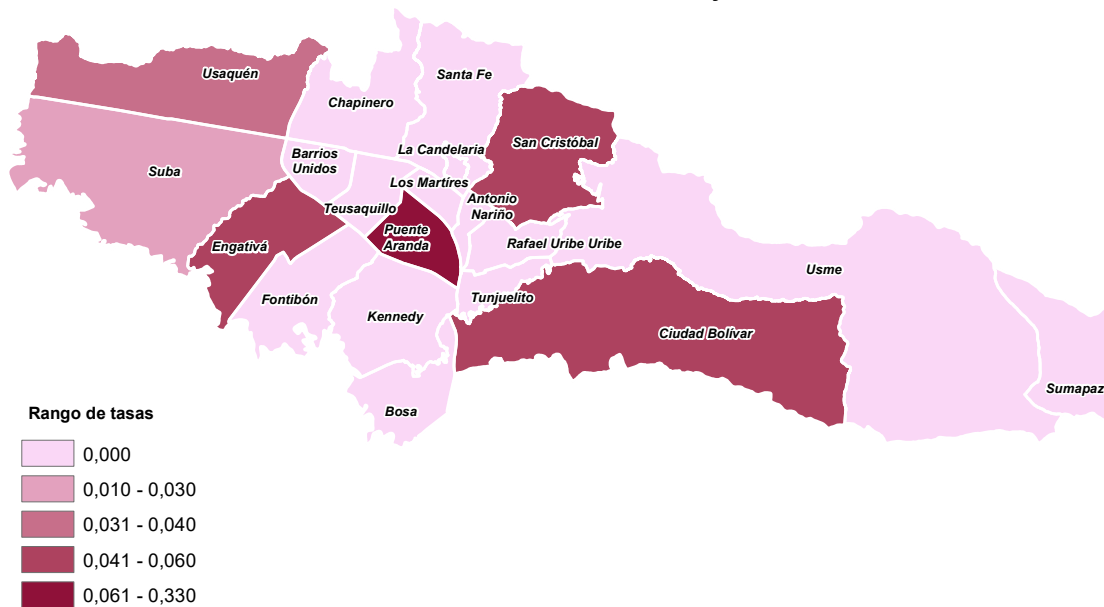 Usaquén
Santa Fe
Chapinero
San Cristóbal
La Candelaria
Barrios
Unidos
Suba
Los Martíres
Antonio
Nariño
Teusaquillo
Puente
Aranda
Engativá
Rafael Uribe Uribe
Usme
Fontibón
Tunjuelito
Kennedy
Ciudad Bolívar
Sumapaz
Bosa
Rango de tasas
0,000
0,010 - 0,030
0,031 - 0,040
0,041 - 0,060
0,061 - 0,330